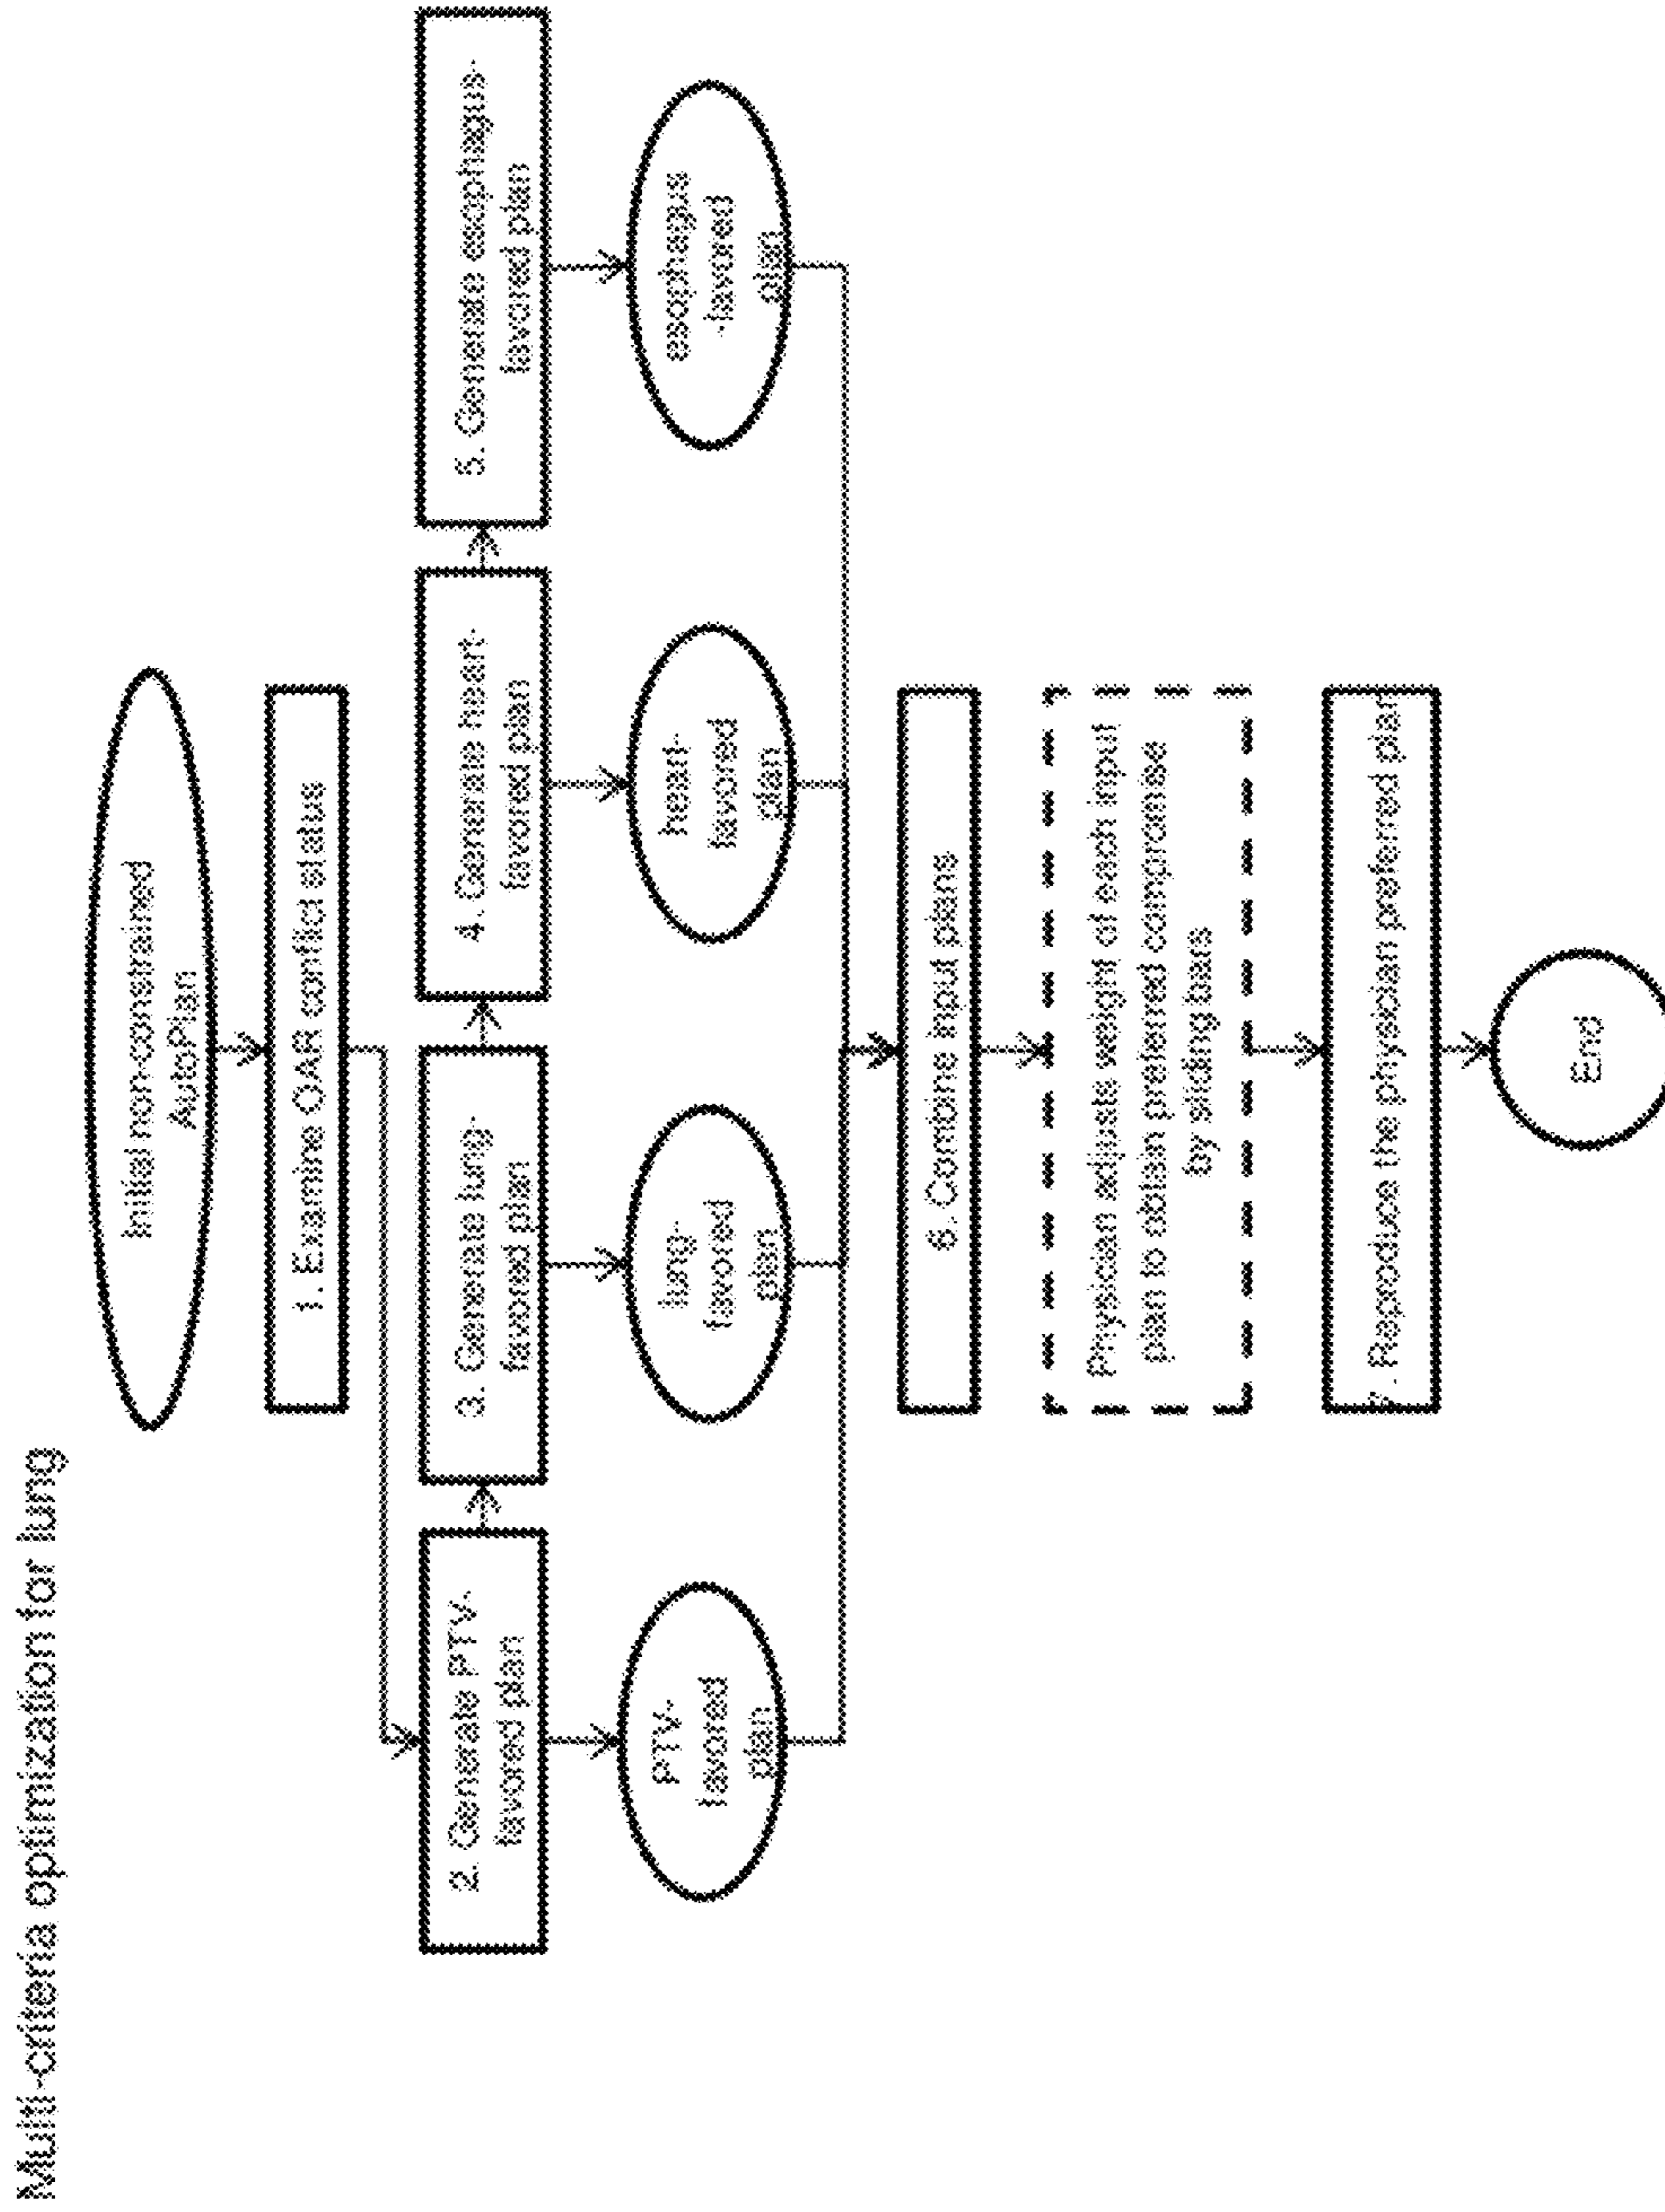 Multi-criteria optimization for lung
Initial non-constrained
AutoPlan
1. Examine OAR conflict status
2. Generate PTV-
favored plan
3. Generate lung-
favored plan
4. Generate heart-
favored plan
5. Generate esophagus-
favored plan
PTV-
favored
plan
lung-
favored
plan
heart-
favored
plan
esophagus
-favored
plan
6. Combine input plans
Physician adjusts weight of each input
plan to obtain preferred compromise
by sliding bars
7. Reproduce the physician preferred plan
End